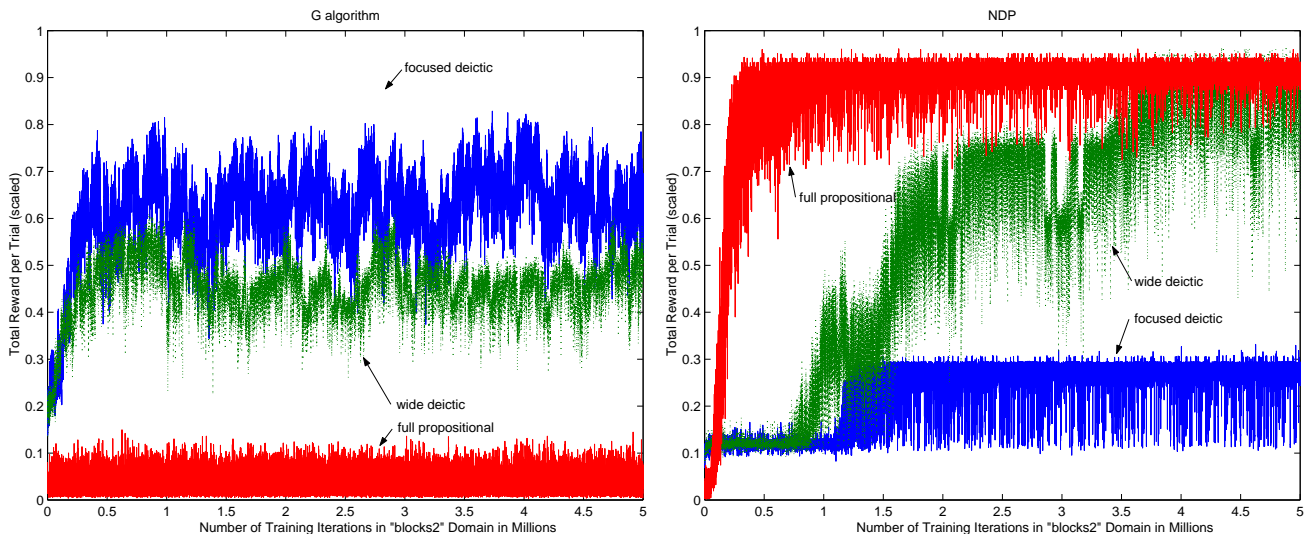 G algorithm
1
0.9
0.8
0.7
0.6
0.5
0.4
0.3
0.2
0.1
0
Total Reward per Trial (scaled)
focused deictic
wide deictic
full propositional
0 0.5 1 1.5 2 2.5 3 3.5 4 4.5 5
Number of Training Iterations in "blocks2" Domain in Millions
NDP
1
0.9
0.8
0.7
0.6
0.5
0.4
0.3
0.2
0.1
0
Total Reward per Trial (scaled)
full propositional
wide deictic
focused deictic
0 0.5 1 1.5 2 2.5 3 3.5 4 4.5 5
Number of Training Iterations in "blocks2" Domain in Millions